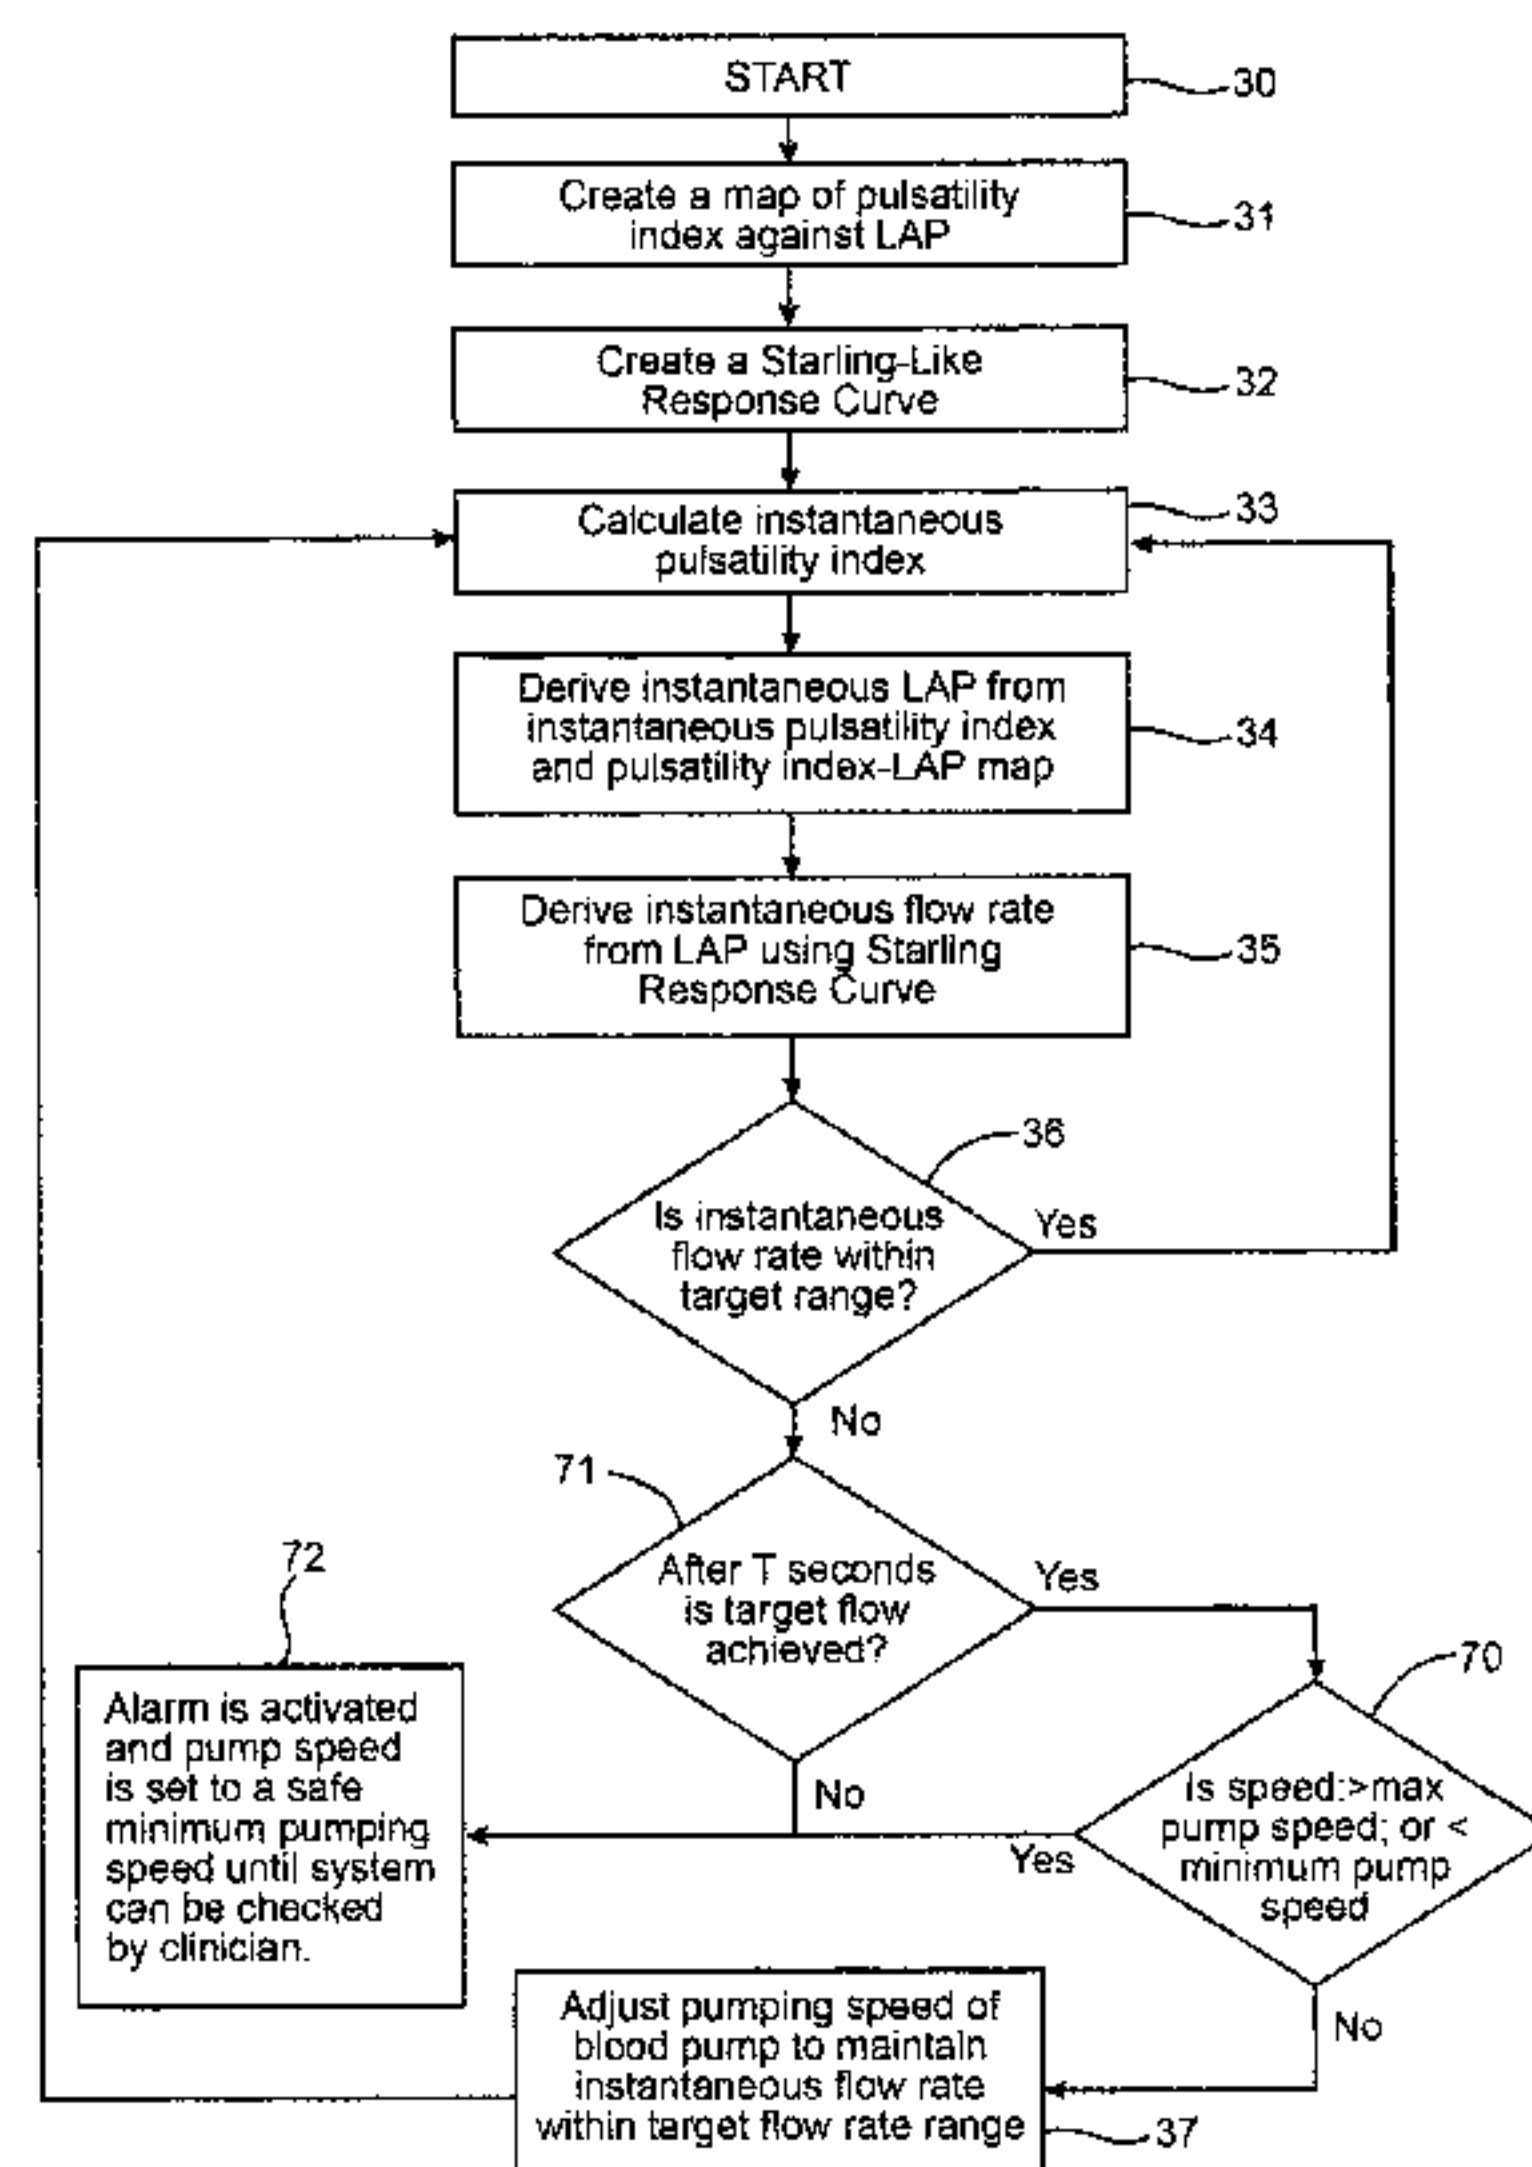 START
30
Create a map of pulsatility
index against LAP
31
Create a Starling-Like
Response Curve
32
Calculate instantaneous
pulsatility index
33
Derive instantaneous LAP from
instantaneous pulsatility index
and pulsatility index-LAP map
34
Derive instantaneous flow rate
from LAP using Starling
Response Curve
35
36
Is instantaneous
flow rate within
target range?
Yes
No
71
After T seconds
is target flow
achieved?
Yes
No
70
Is speed:>max
pump speed; or <
minimum pump
speed
Yes
No
72
Alarm is activated
and pump speed
is set to a safe
minimum pumping
speed until system
can be checked
by clinician.
Adjust pumping speed of
blood pump to maintain
instantaneous flow rate
within target flow rate range
37